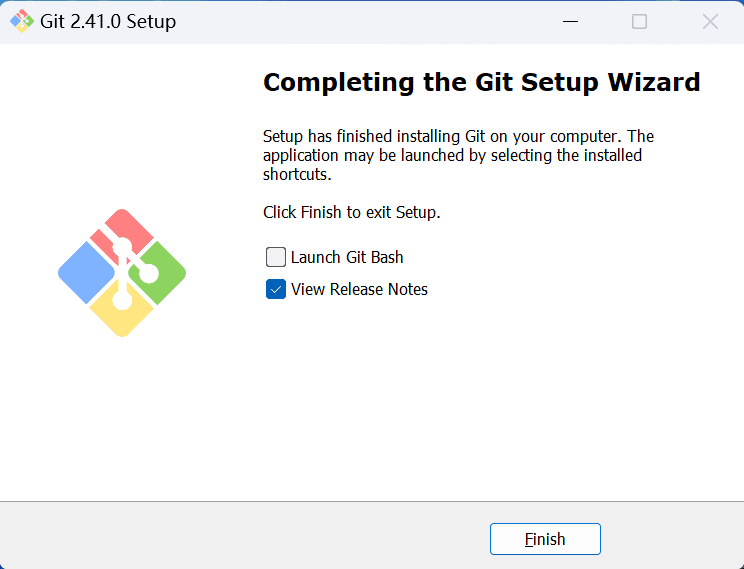 Git 2.41.0 Setup
Completing the Git Setup Wizard
Setup has finished installing Git on your computer. The
application may be launched by selecting the installed
shortcuts.
Click Finish to exit Setup.
Launch Git Bash
View Release Notes
Finish